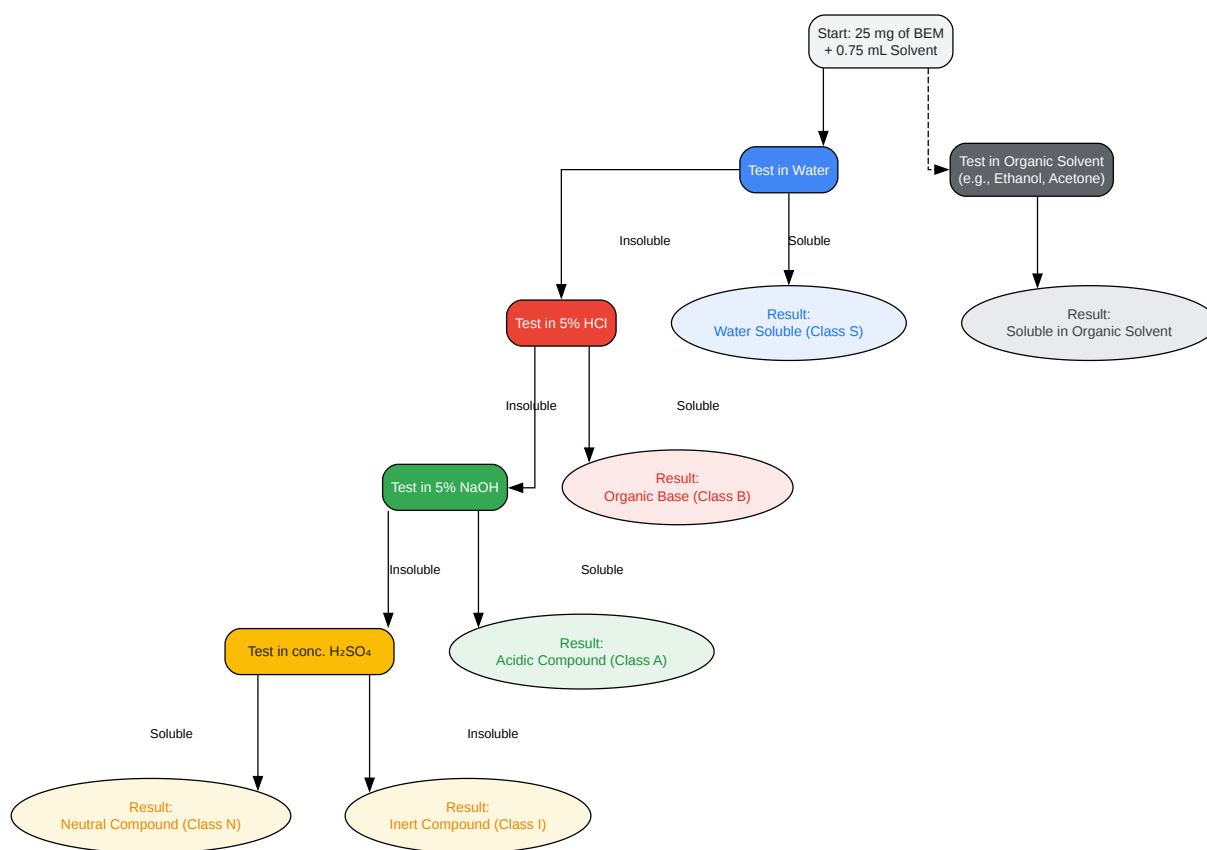 Start: 25 mg of BEM
+ 0.75 mL Solvent
Test in Water
Test in Organic Solvent
(e.g., Ethanol, Acetone)
Insoluble
Soluble
Test in 5% HCl
Result:
Water Soluble (Class S)
Result:
Soluble in Organic Solvent
Insoluble
Soluble
Test in 5% NaOH
Result:
Organic Base (Class B)
Insoluble
Soluble
Test in conc. H₂SO₄
Result:
Acidic Compound (Class A)
Soluble
Insoluble
Result:
Neutral Compound (Class N)
Result:
Inert Compound (Class I)